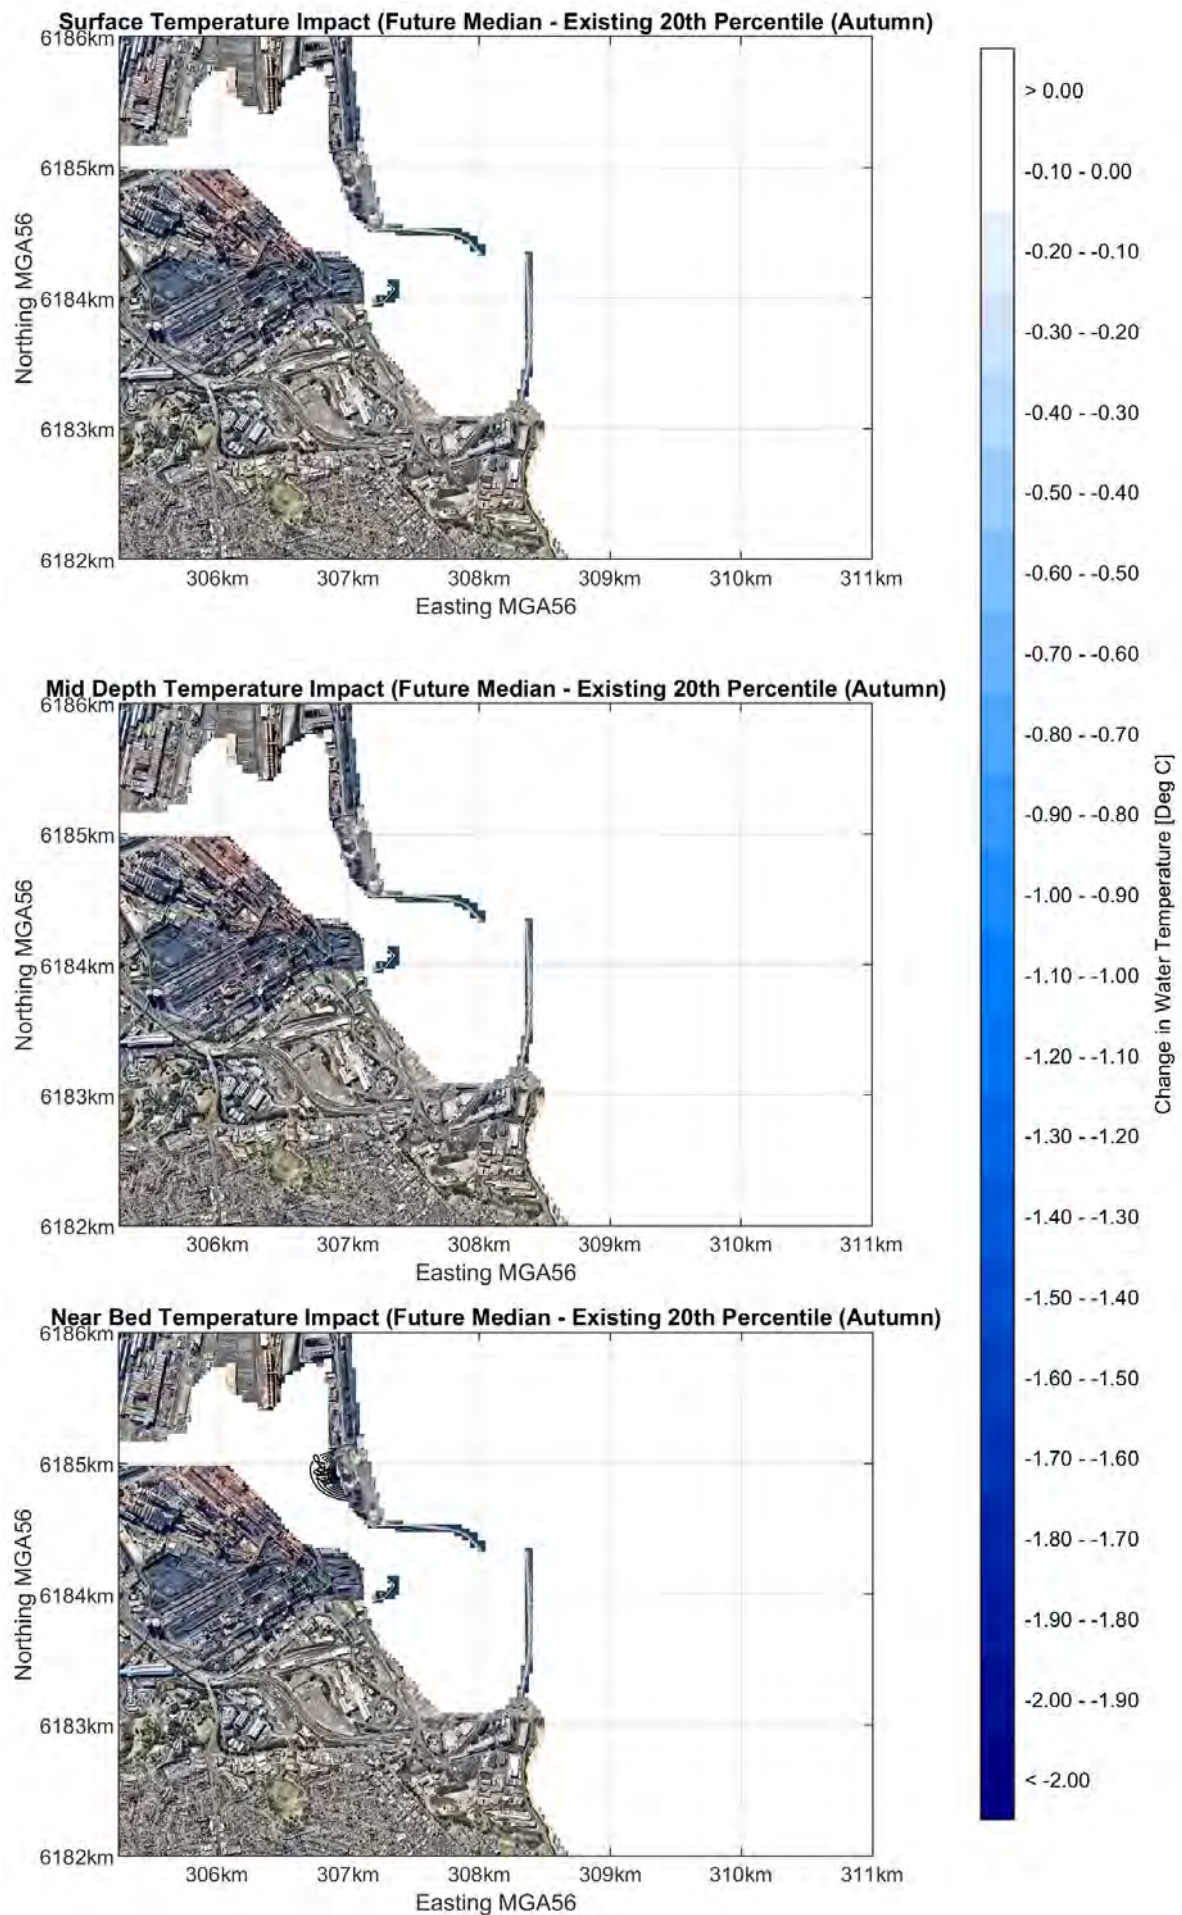 Surface Temperature Impact (Future Median - Existing 20th Percentile (Autumn)
6186km
6185km
6184km
6183km
6182km
Northing MGA56
306km 307km 308km 309km 310km 311km
Easting MGA56
Mid Depth Temperature Impact (Future Median - Existing 20th Percentile (Autumn)
6186km
6185km
6184km
6183km
6182km
Northing MGA56
306km 307km 308km 309km 310km 311km
Easting MGA56
Near Bed Temperature Impact (Future Median - Existing 20th Percentile (Autumn)
6186km
6185km
6184km
6183km
6182km
Northing MGA56
306km 307km 308km 309km 310km 311km
Easting MGA56
> 0.00
-0.10 - 0.00
-0.20 - -0.10
-0.30 - -0.20
-0.40 - -0.30
-0.50 - -0.40
-0.60 - -0.50
-0.70 - -0.60
-0.80 - -0.70
-0.90 - -0.80
-1.00 - -0.90
-1.10 - -1.00
-1.20 - -1.10
-1.30 - -1.20
-1.40 - -1.30
-1.50 - -1.40
-1.60 - -1.50
-1.70 - -1.60
-1.80 - -1.70
-1.90 - -1.80
-2.00 - -1.90
< -2.00
Change in Water Temperature [Deg C]